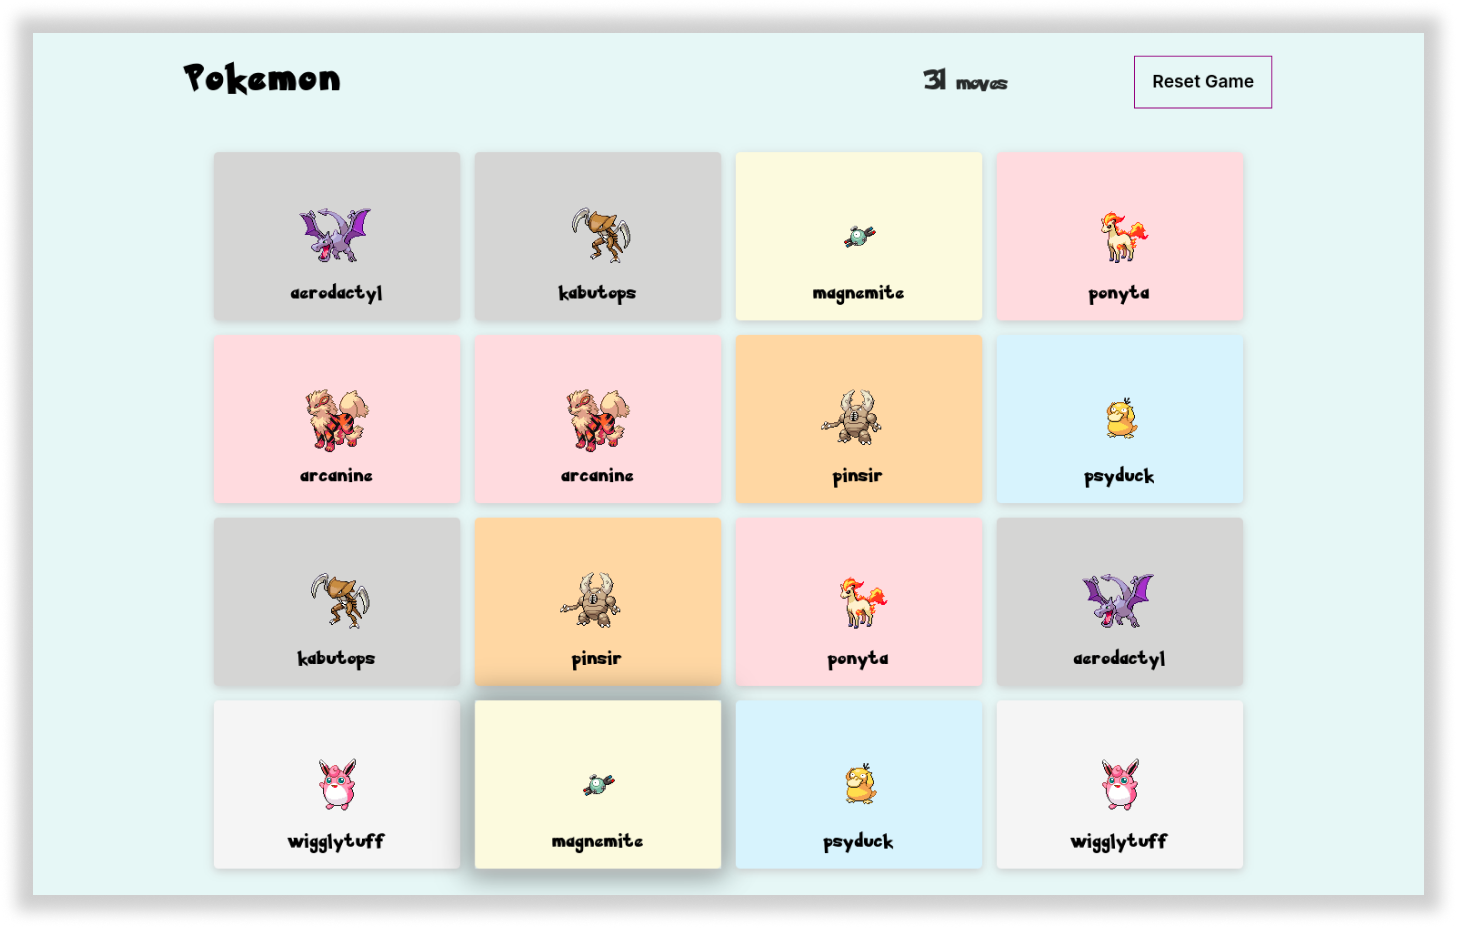 Pokemon
31 moves
Reset Game
aerodactyl
kabutops
magnemite
ponyta
arcanine
arcanine
pinsir
psyduck
kabutops
pinsir
ponyta
aerodactyl
wigglytuff
magnemite
psyduck
wigglytuff